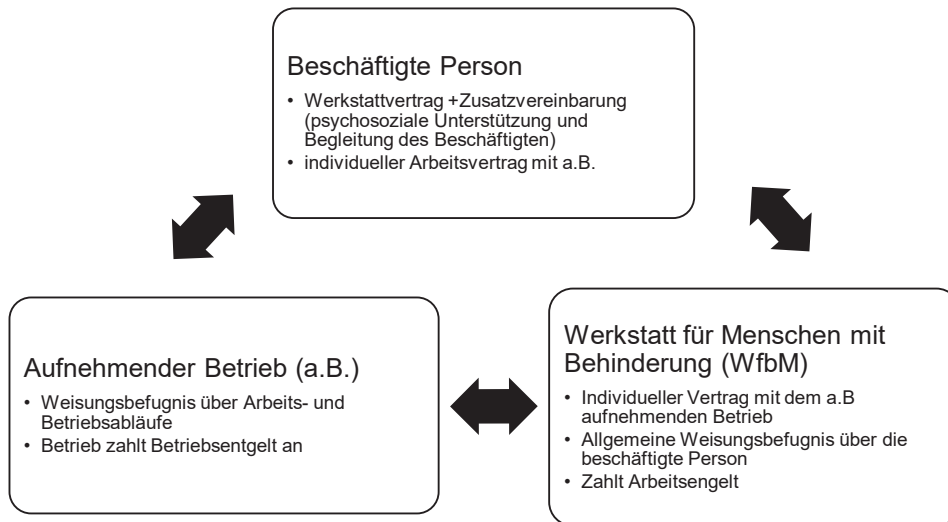 Beschäftigte Person
• Werkstattvertrag +Zusatzvereinbarung
(psychosoziale Unterstützung und
Begleitung des Beschäftigten)
• individueller Arbeitsvertrag mit a.B.
Aufnehmender Betrieb (a.B.)
• Weisungsbefugnis über Arbeits- und
Betriebsabläufe
• Betrieb zahlt Betriebsentgelt an
Werkstatt für Menschen mit
Behinderung (WfbM)
• Individueller Vertrag mit dem a.B
aufnehmenden Betrieb
• Allgemeine Weisungsbefugnis über die
beschäftigte Person
• Zahlt Arbeitsengelt